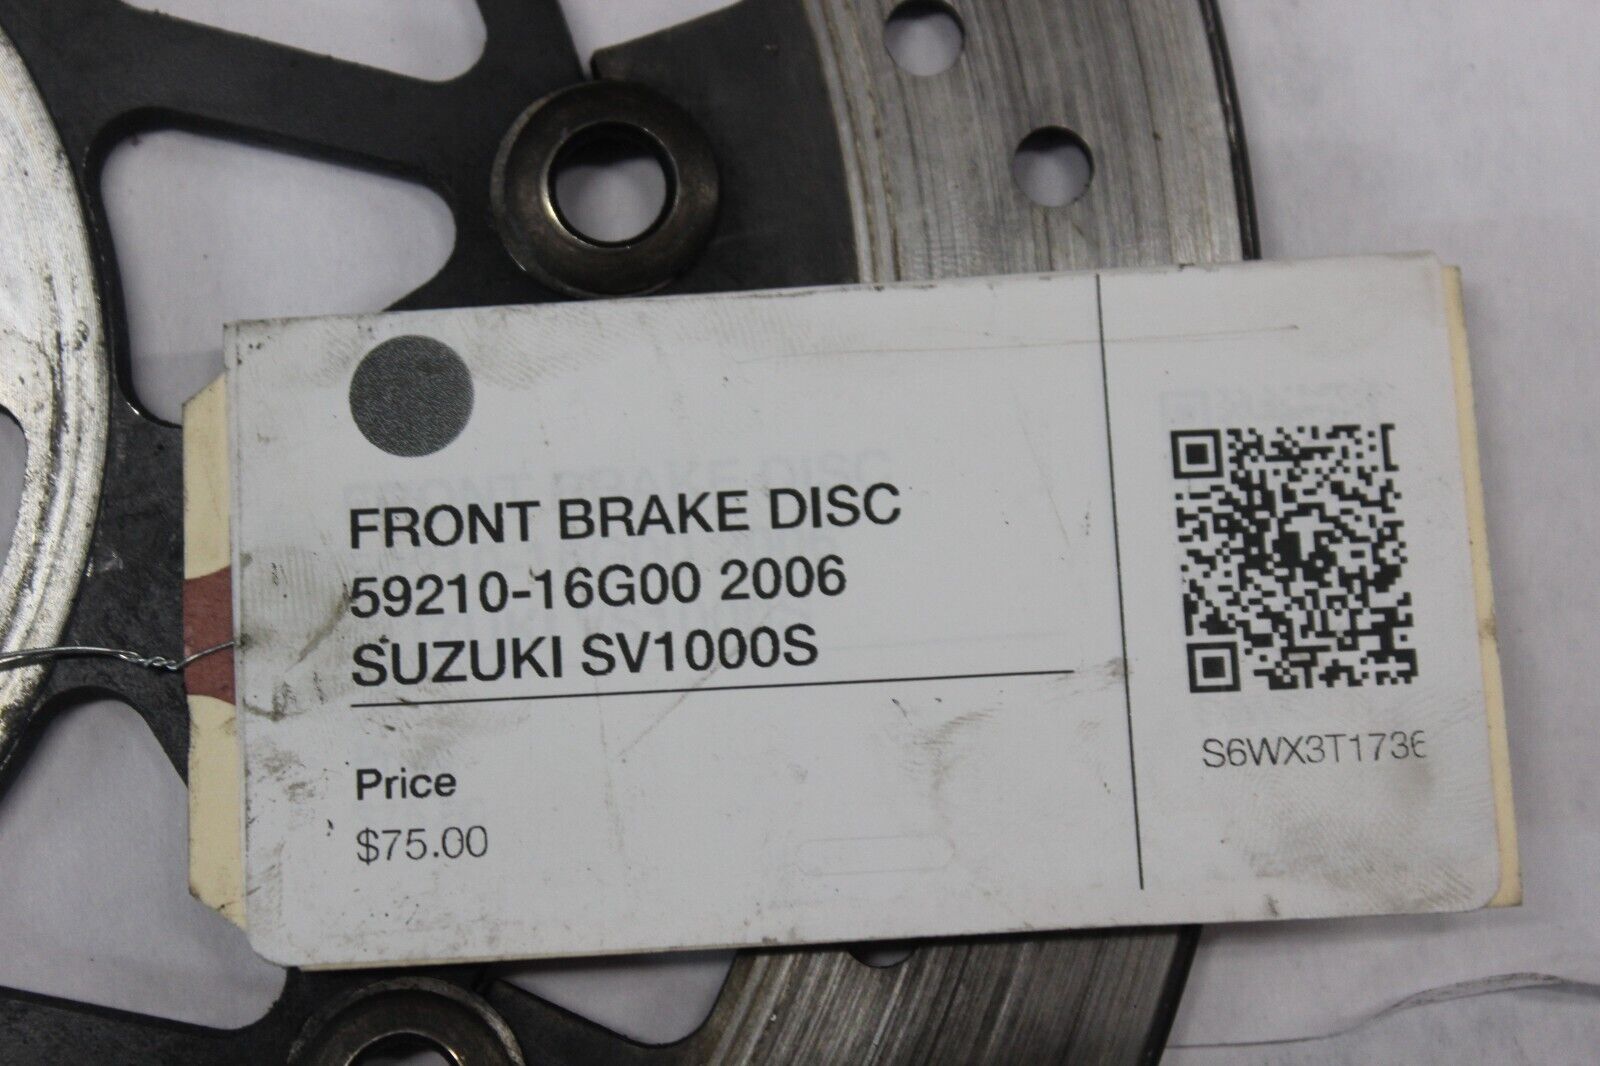 FRONT BRAKE DISC
59210-16G00 2006
SUZUKI SV1000S
Price
$75.00
S6WX3T1736